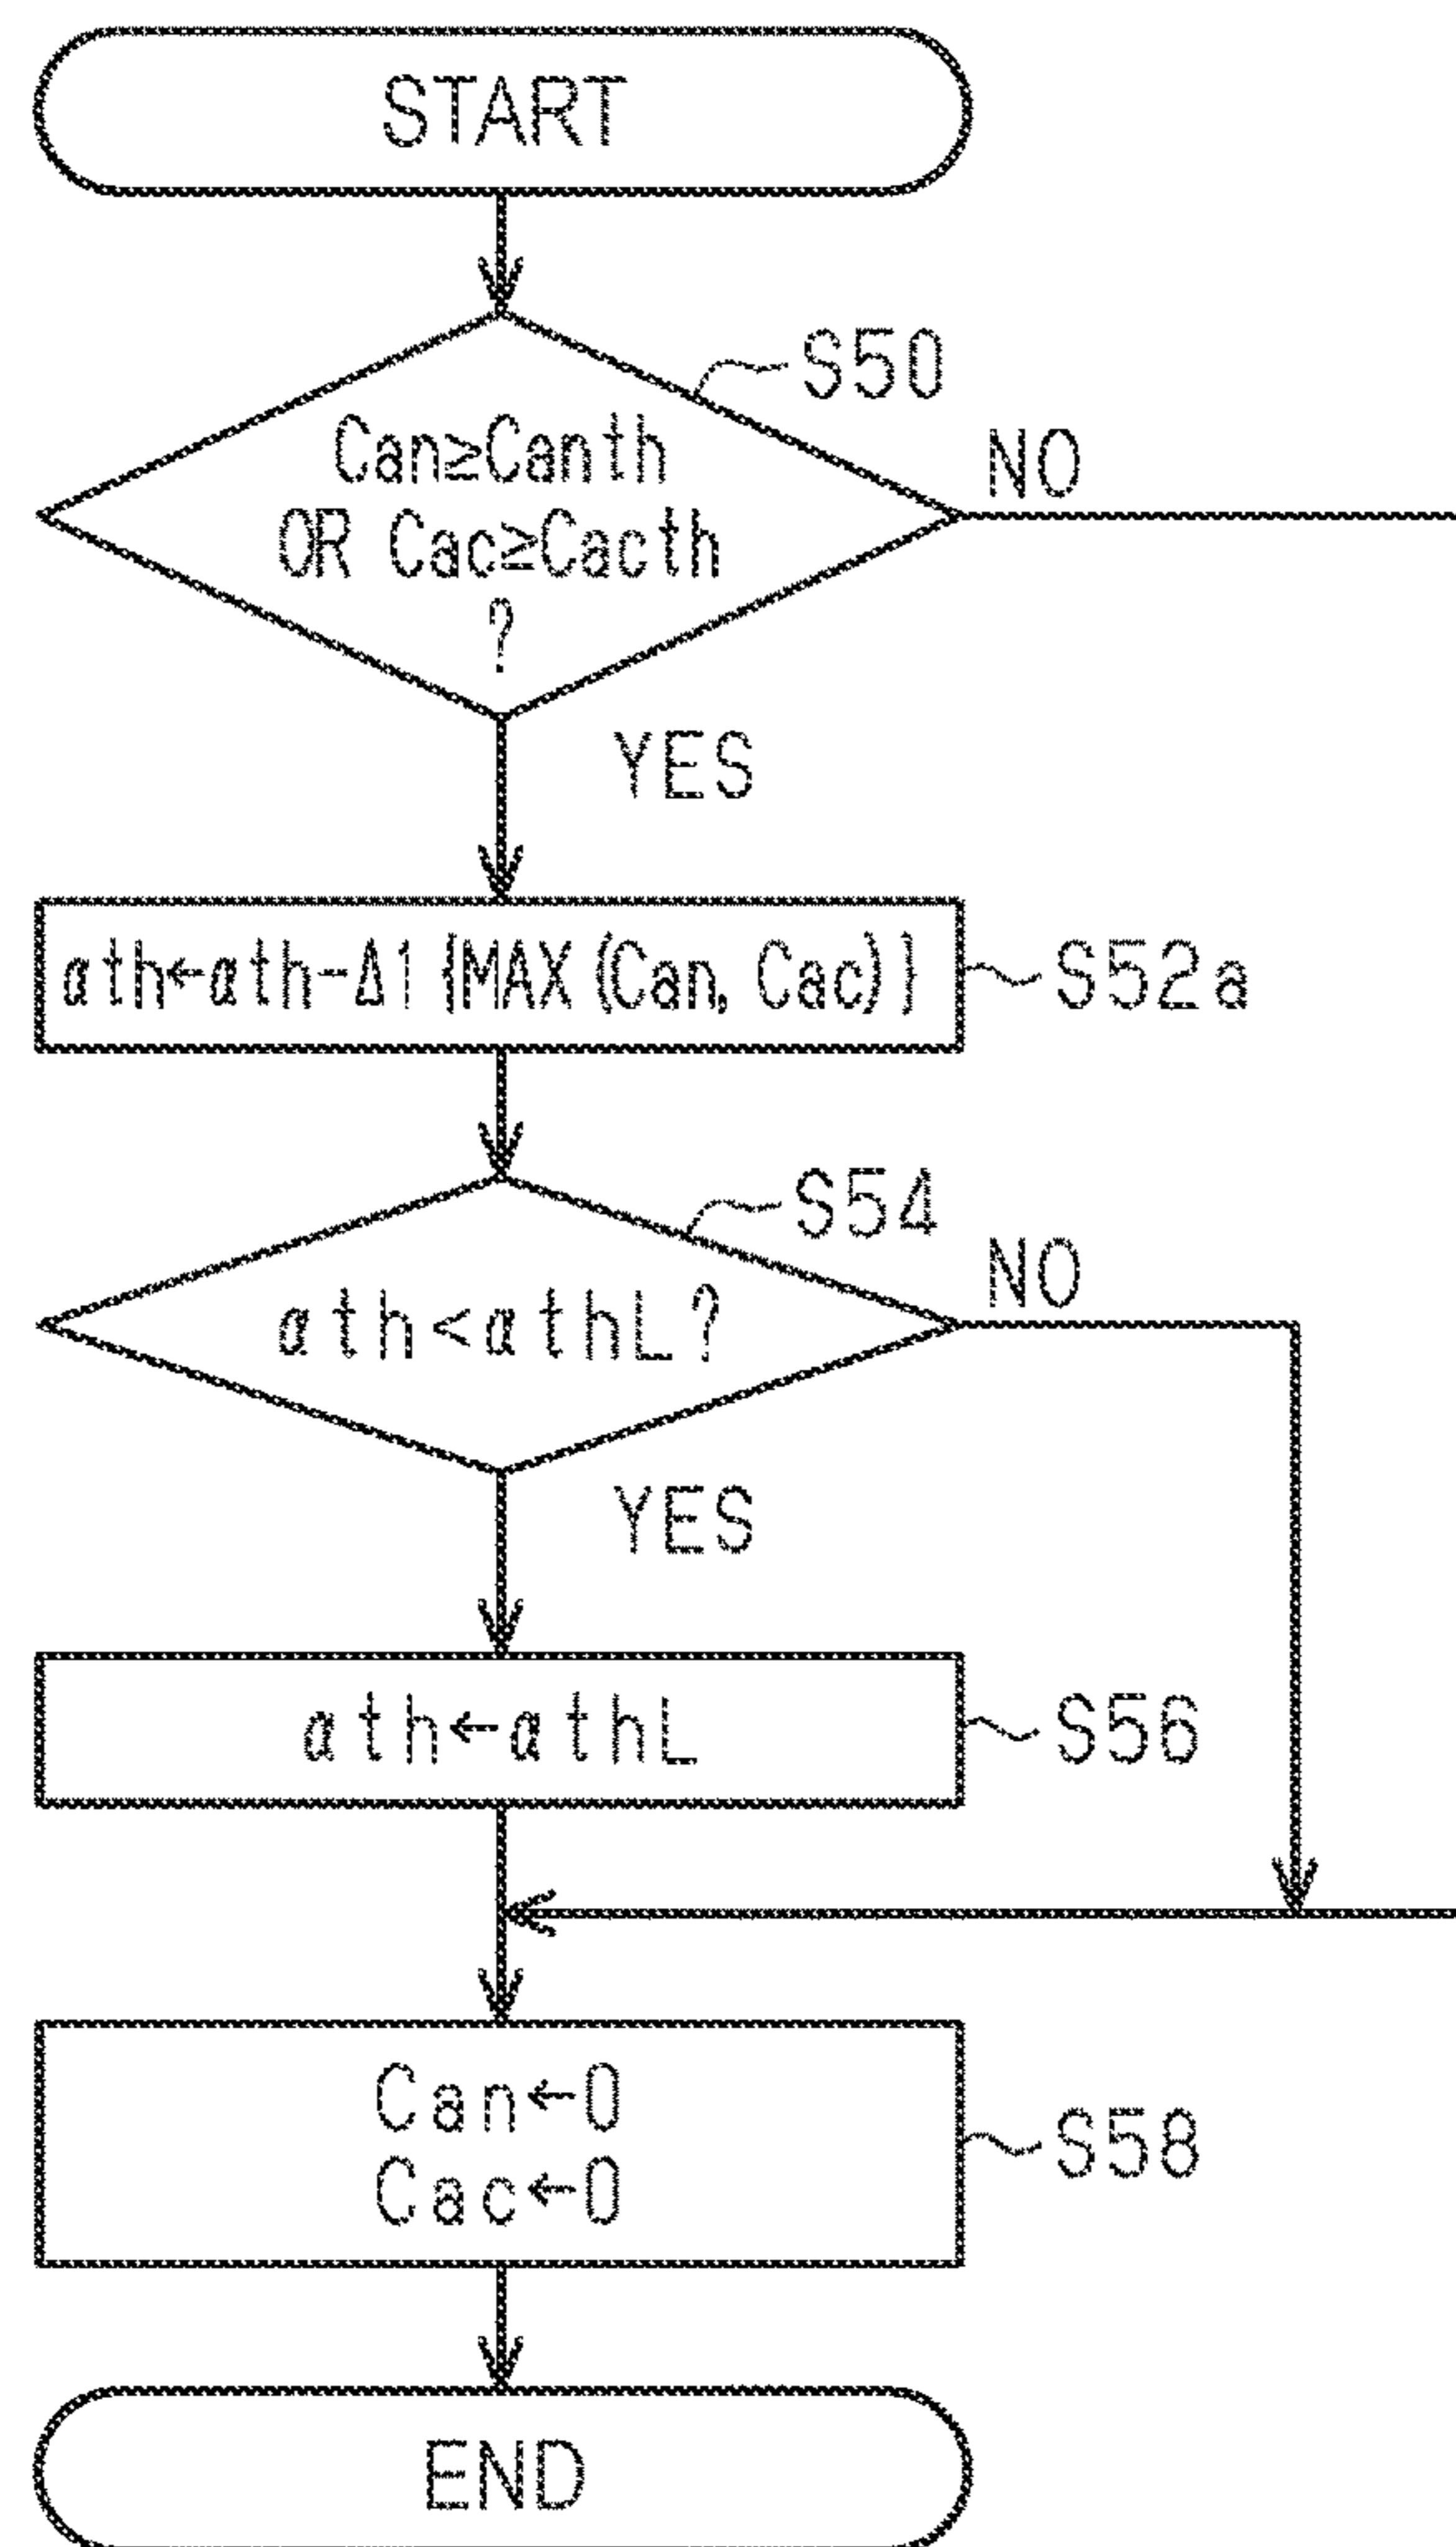 START
S50
Can≥Canth
OR Cac≥Cacth
?
NO
YES
αth←αth-Δ1{MAX(Can, Cac)}
S52a
S54
αth<αthL?
NO
YES
αth←αthL
S56
Can←0
Cac←0
S58
END